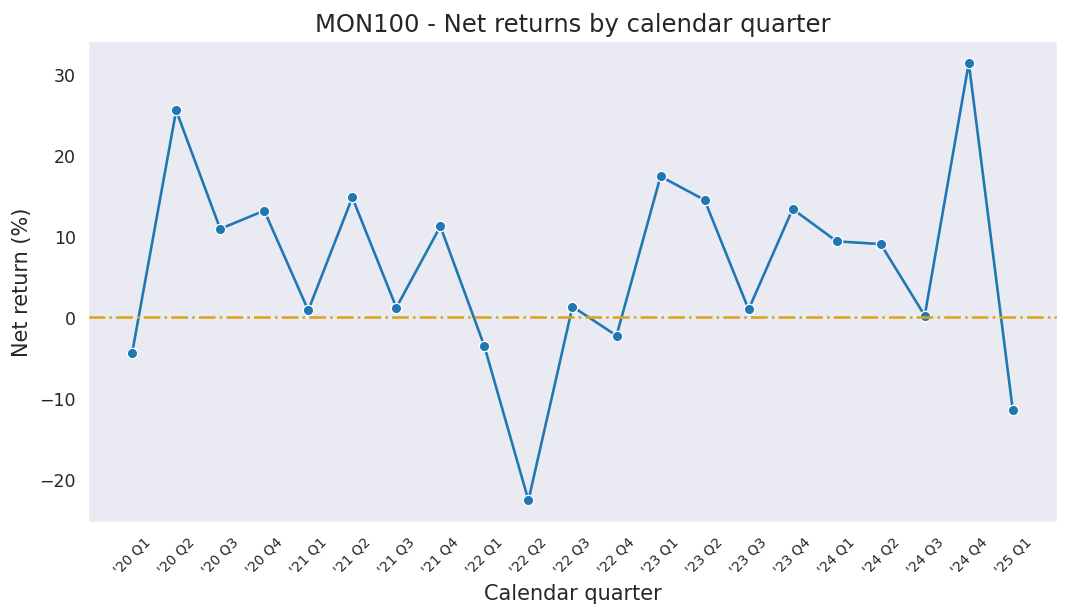 MON100 - Net returns by calendar quarter
Net return (%)
30
20
10
0
−10
−20
'20 Q1
'20 Q2
'20 Q3
'20 Q4
'21 Q1
'21 Q2
'21 Q3
'21 Q4
'22 Q1
'22 Q2
'22 Q3
'22 Q4
'23 Q1
'23 Q2
'23 Q3
'23 Q4
'24 Q1
'24 Q2
'24 Q3
'24 Q4
'25 Q1
Calendar quarter